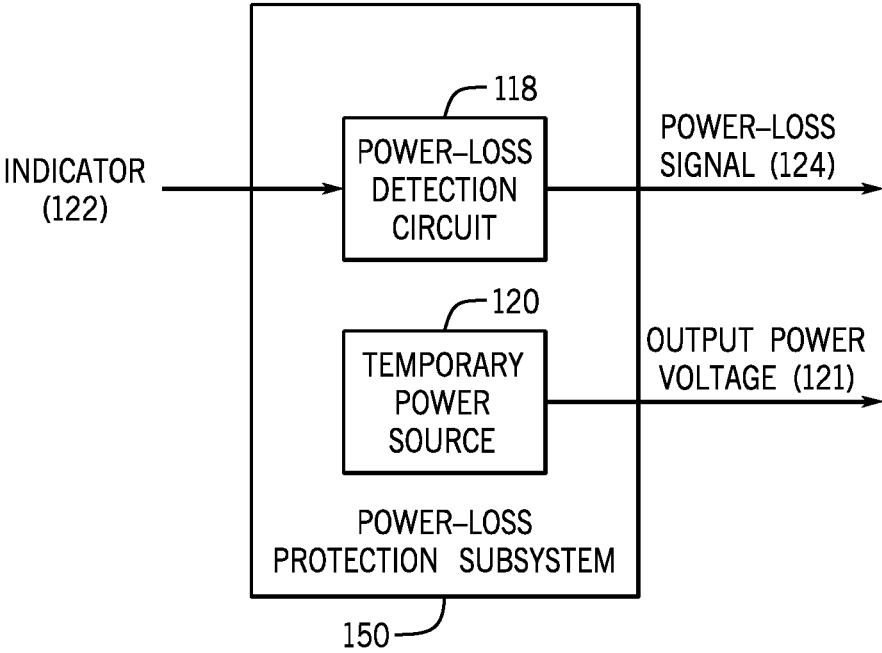 118
POWER–LOSS
DETECTION
CIRCUIT
INDICATOR
(122)
POWER–LOSS
SIGNAL (124)
120
TEMPORARY
POWER
SOURCE
OUTPUT POWER
VOLTAGE (121)
POWER–LOSS
PROTECTION SUBSYSTEM
150